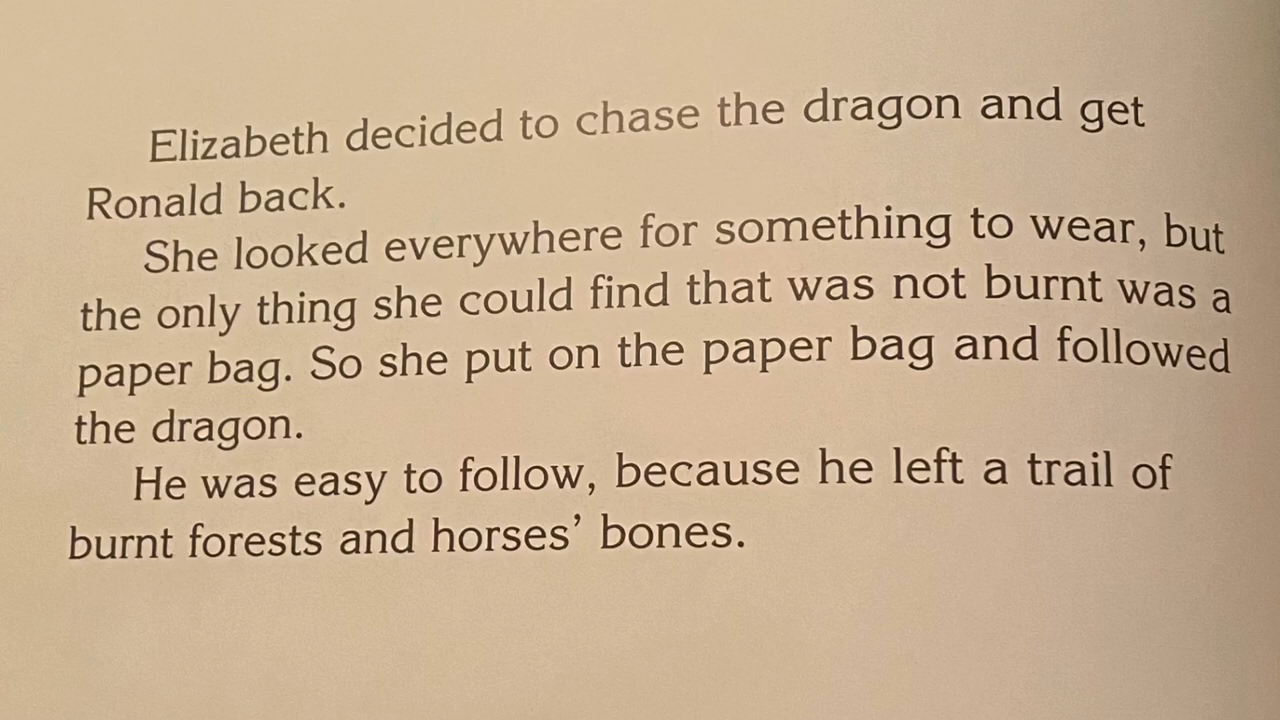 Elizabeth decided to chase the dragon and get
Ronald back.
She looked everywhere for something to wear, but
the only thing she could find that was not burnt was a
paper bag. So she put on the paper bag and followed
the dragon.
He was easy to follow, because he left a trail of
burnt forests and horses’ bones.